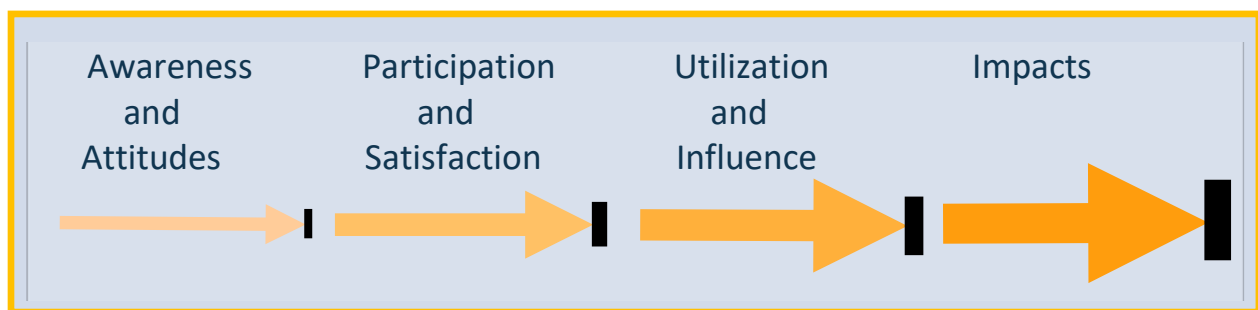 Awareness
and
Attitudes
Participation
and
Satisfaction
Utilization
and
Influence
Impacts